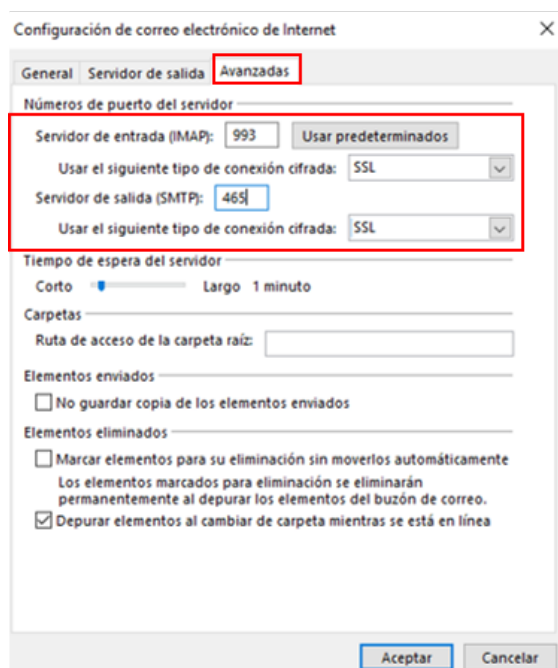 Configuración de correo electrónico de Internet
General Servidor de salida Avanzadas
Números de puerto del servidor
Servidor de entrada (IMAP): 993 Usar predeterminados
Usar el siguiente tipo de conexión cifrada: SSL
Servidor de salida (SMTP): 465
Usar el siguiente tipo de conexión cifrada: SSL
Tiempo de espera del servidor
Corto Largo 1 minuto
Carpetas
Ruta de acceso de la carpeta raíz:
Elementos enviados
No guardar copia de los elementos enviados
Elementos eliminados
Marcar elementos para su eliminación sin moverlos automáticamente
Los elementos marcados para eliminación se eliminarán
permanentemente al depurar los elementos del buzón de correo.
Depurar elementos al cambiar de carpeta mientras se está en línea
Aceptar Cancelar